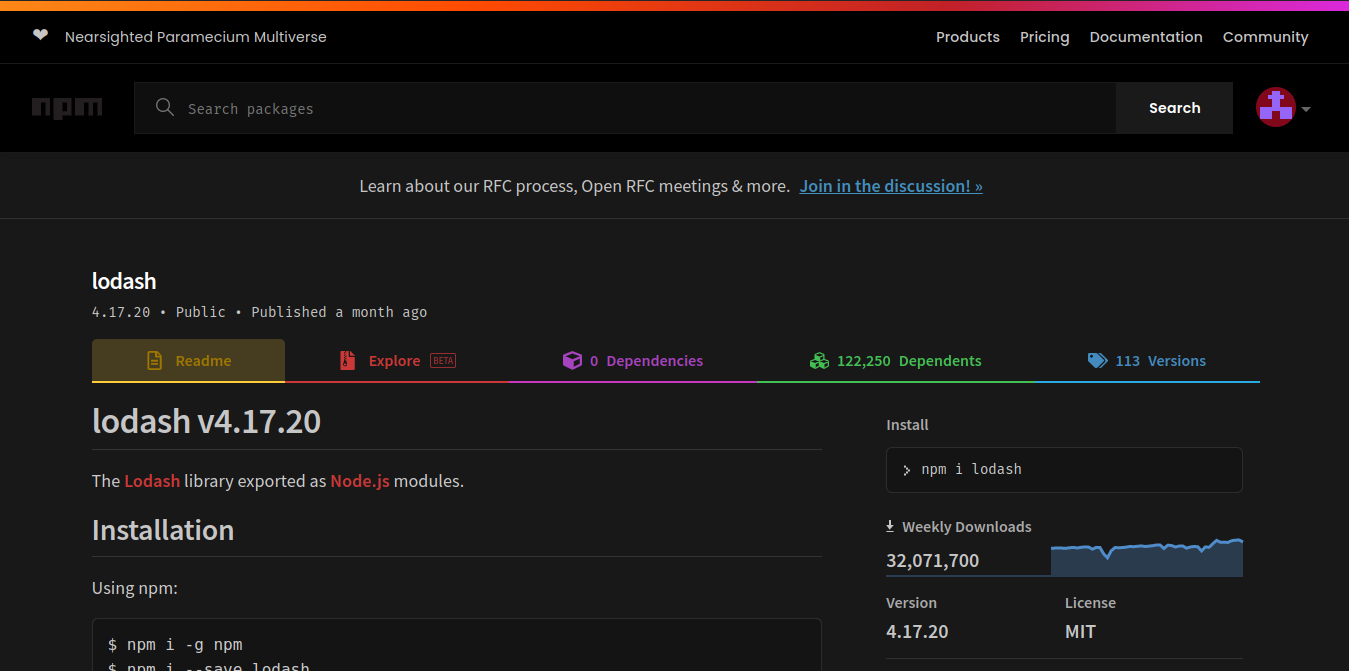 ❤ Nearsighted Paramecium Multiverse
Products Pricing Documentation Community
npm
Search packages
Search
Learn about our RFC process, Open RFC meetings & more. Join in the discussion! »
lodash
4.17.20 • Public • Published a month ago
Readme
Explore BETA
0 Dependencies
122,250 Dependents
113 Versions
lodash v4.17.20
The Lodash library exported as Node.js modules.
Installation
Using npm:
$ npm i -g npm
$ npm i --save lodash
Install
npm i lodash
Weekly Downloads
32,071,700
Version
4.17.20
License
MIT